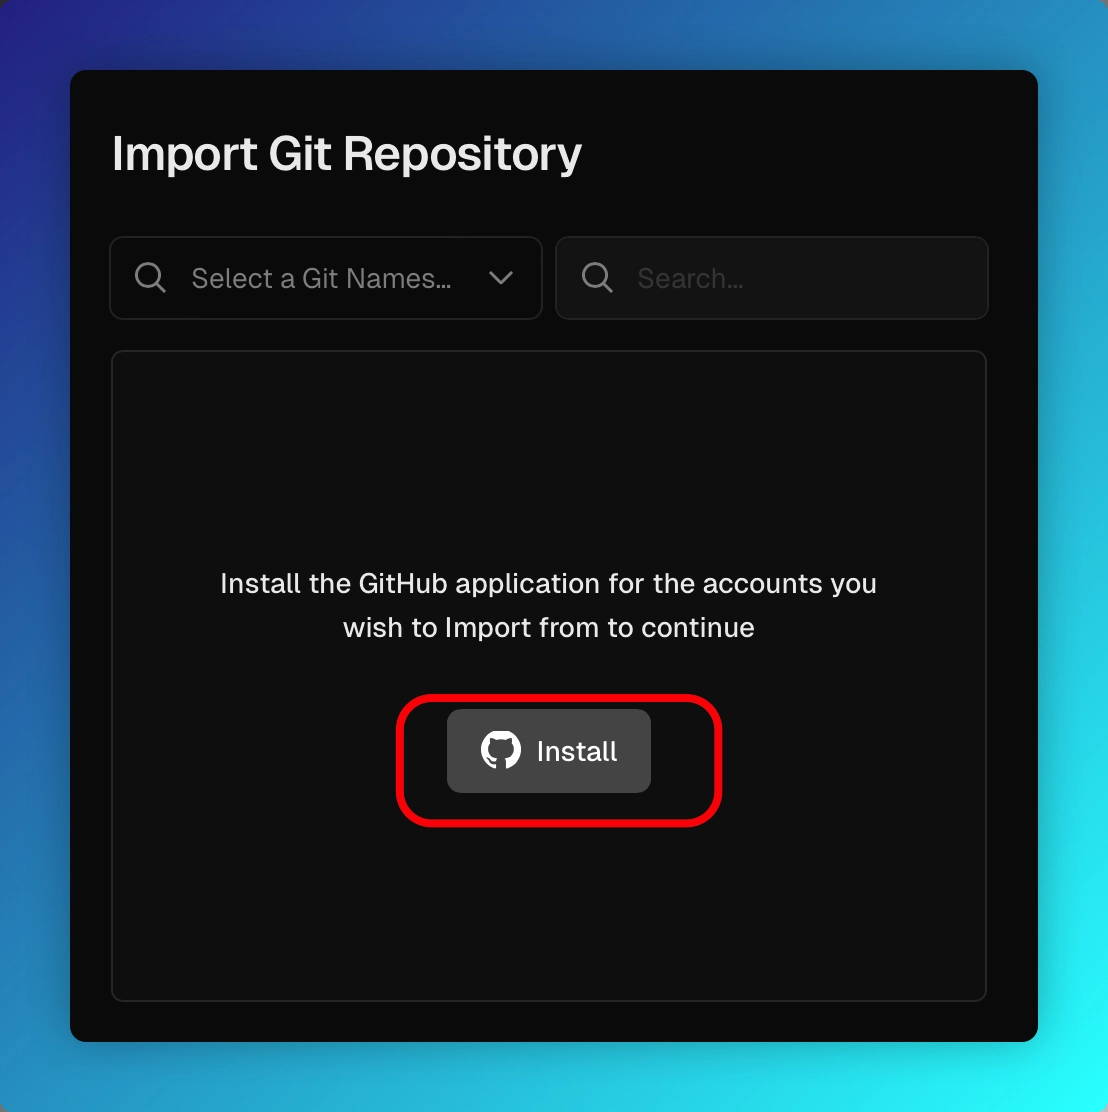 Import Git Repository
Select a Git Names...
Search...
Install the GitHub application for the accounts you
wish to Import from to continue
Install